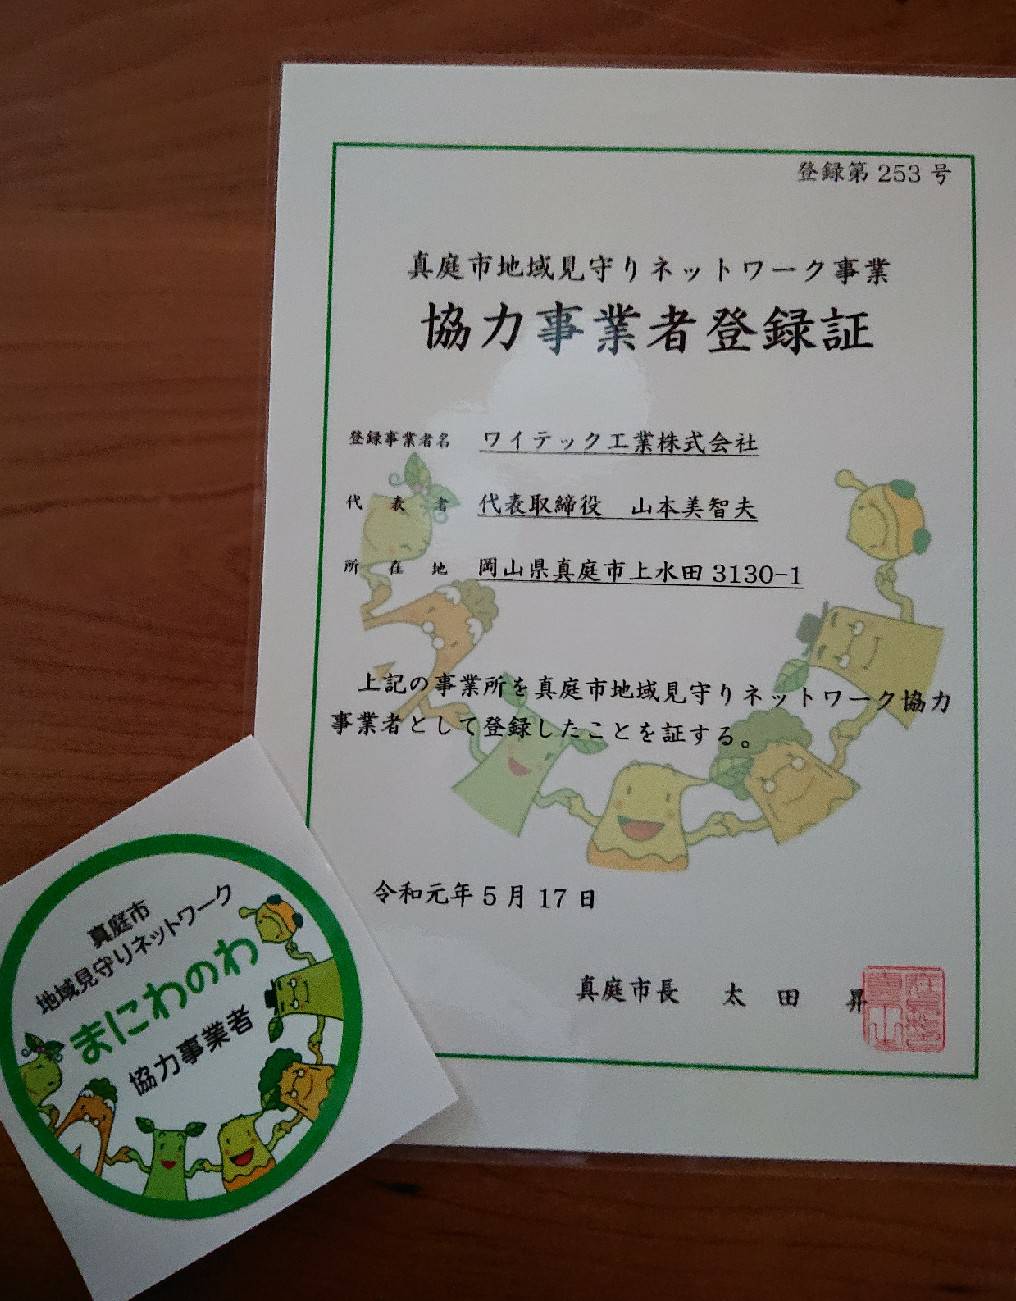 登録第 253 号
真庭市地域見守りネットワーク事業
協力事業者登録証
登録事業者名 ワイテック工業株式会社
代表者 代表取締役 山本美智夫
所在地 岡山県真庭市上水田 3130-1
上記の事業所を真庭市地域見守りネットワーク協力
事業者として登録したことを証する。
令和元年 5 月 17 日
真庭市長 太田 昇
真庭市
地域見守りネットワーク
まにわのわ
協力事業者